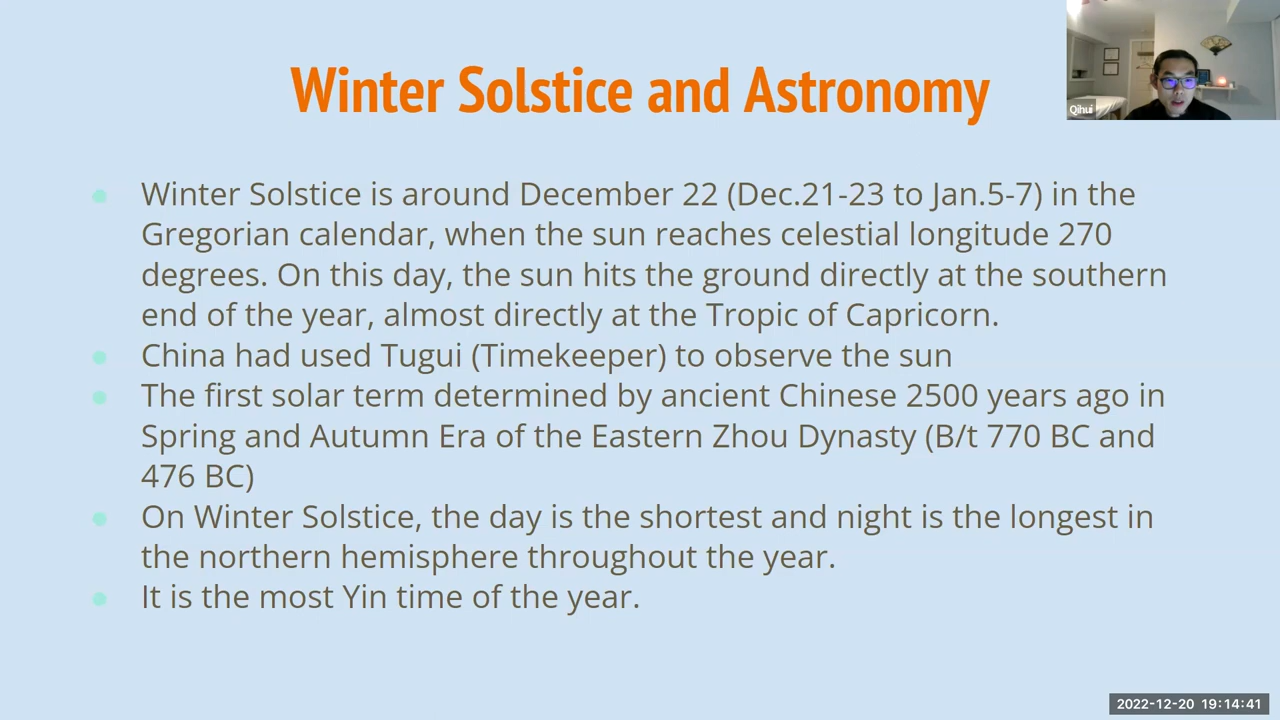 Winter Solstice and Astronomy
Qihui
Winter Solstice is around December 22 (Dec.21-23 to Jan.5-7) in the
Gregorian calendar, when the sun reaches celestial longitude 270
degrees. On this day, the sun hits the ground directly at the southern
end of the year, almost directly at the Tropic of Capricorn.
China had used Tugui (Timekeeper) to observe the sun
The first solar term determined by ancient Chinese 2500 years ago in
Spring and Autumn Era of the Eastern Zhou Dynasty (B/t 770 BC and
476 BC)
On Winter Solstice, the day is the shortest and night is the longest in
the northern hemisphere throughout the year.
It is the most Yin time of the year.
2022-12-20 19:14:41